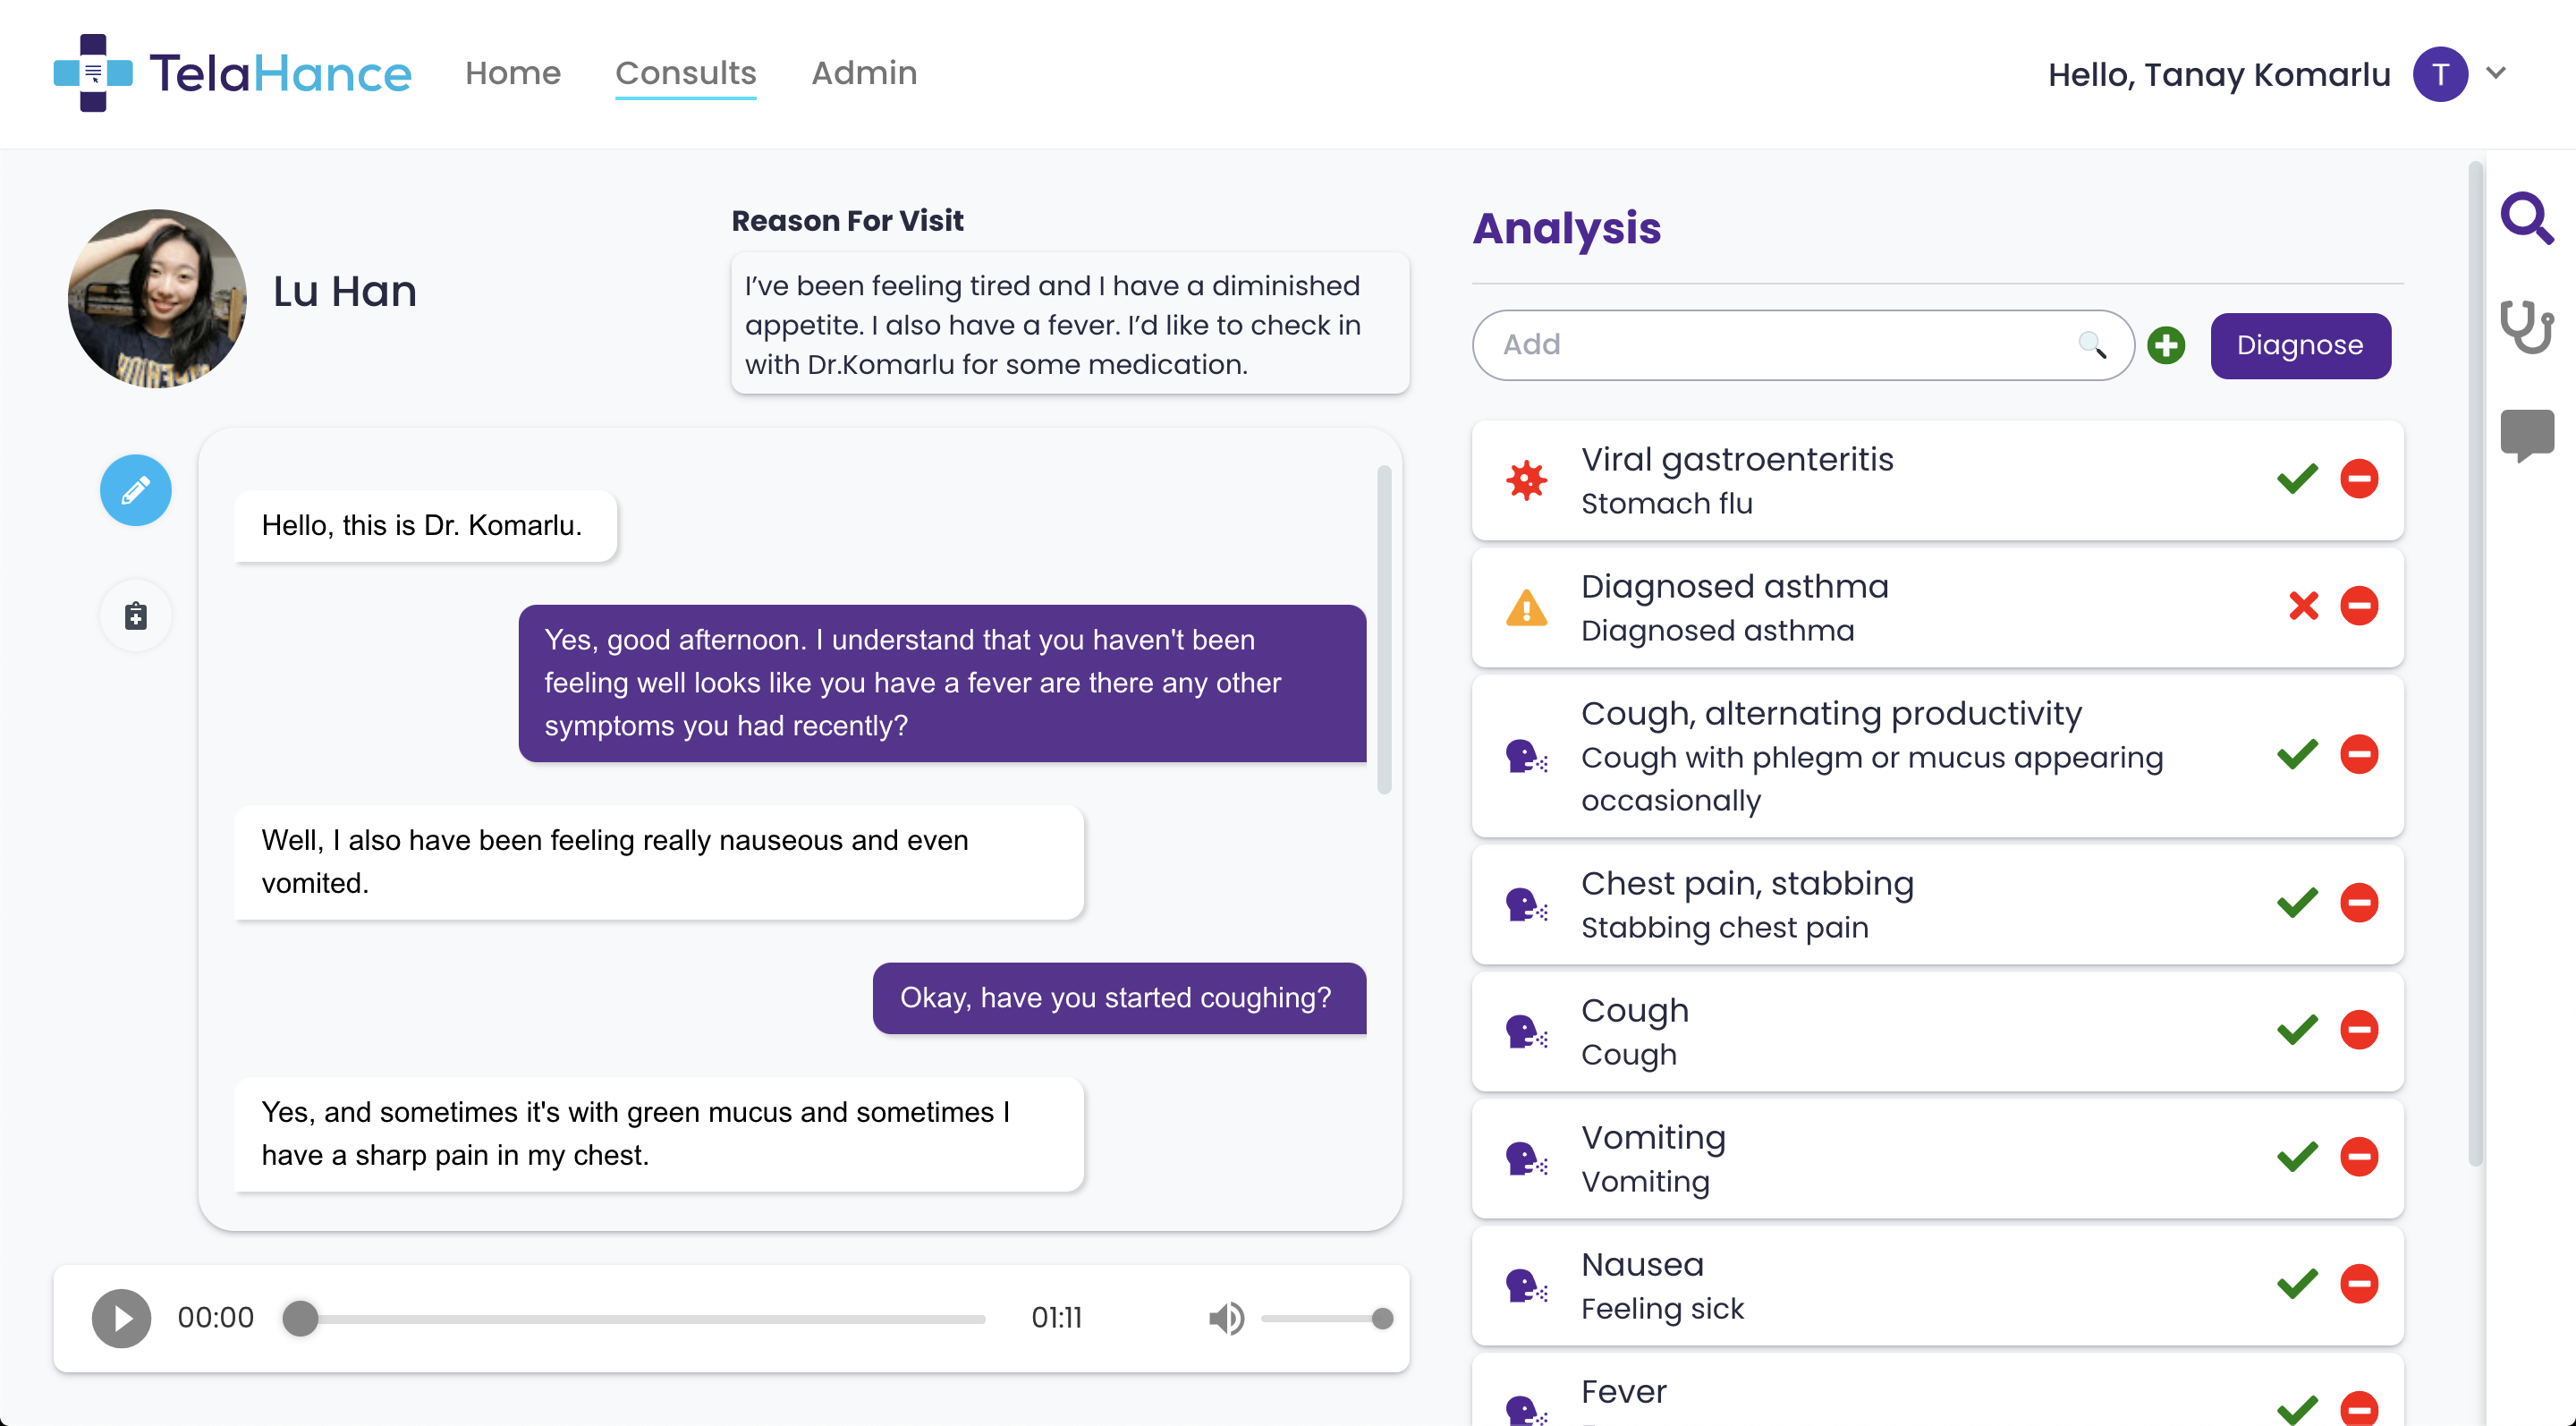 TelaHance
Home
Consults
Admin
Hello, Tanay Komarlu
T
Lu Han
Reason For Visit
I've been feeling tired and I have a diminished
appetite. I also have a fever. I'd like to check in
with Dr.Komarlu for some medication.
Hello, this is Dr. Komarlu.
Yes, good afternoon. I understand that you haven't been
feeling well looks like you have a fever are there any other
symptoms you had recently?
Well, I also have been feeling really nauseous and even
vomited.
Okay, have you started coughing?
Yes, and sometimes it's with green mucus and sometimes I
have a sharp pain in my chest.
00:00
01:11
Analysis
Add
Diagnose
Viral gastroenteritis
Stomach flu
Diagnosed asthma
Diagnosed asthma
Cough, alternating productivity
Cough with phlegm or mucus appearing
occasionally
Chest pain, stabbing
Stabbing chest pain
Cough
Cough
Vomiting
Vomiting
Nausea
Feeling sick
Fever